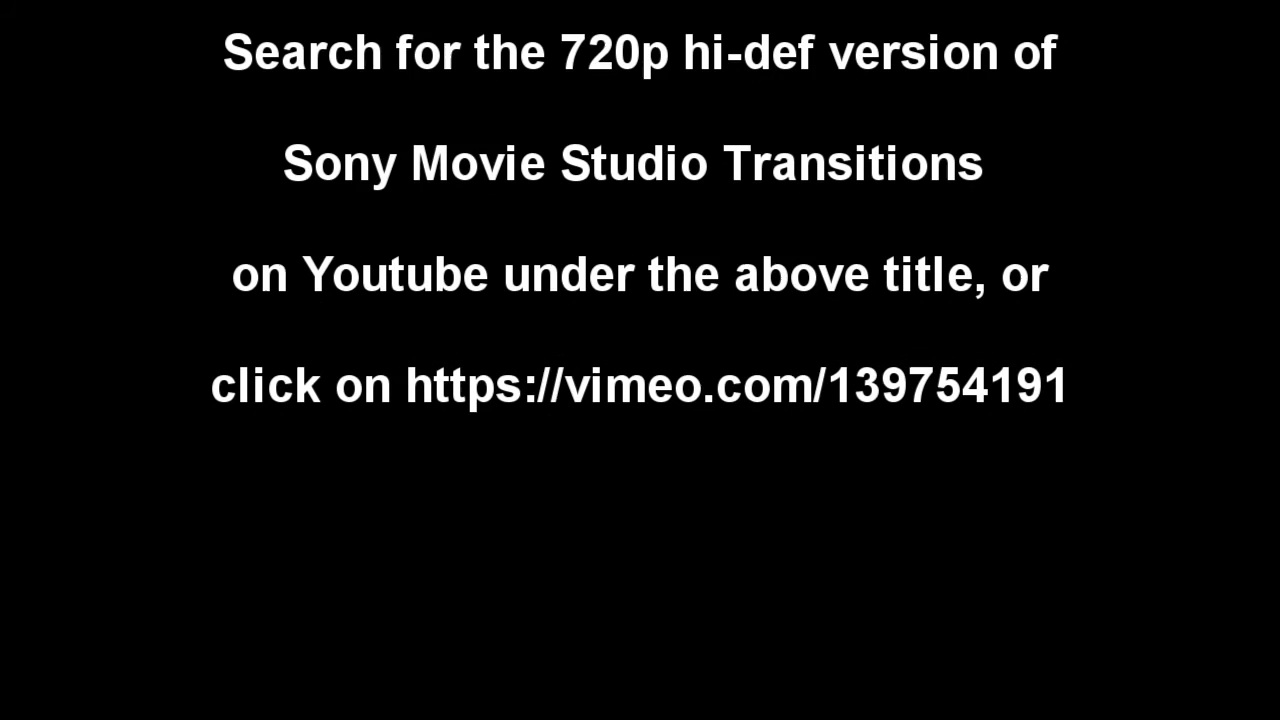 Search for the 720p hi-def version of
Sony Movie Studio Transitions
on Youtube under the above title, or
click on https://vimeo.com/139754191